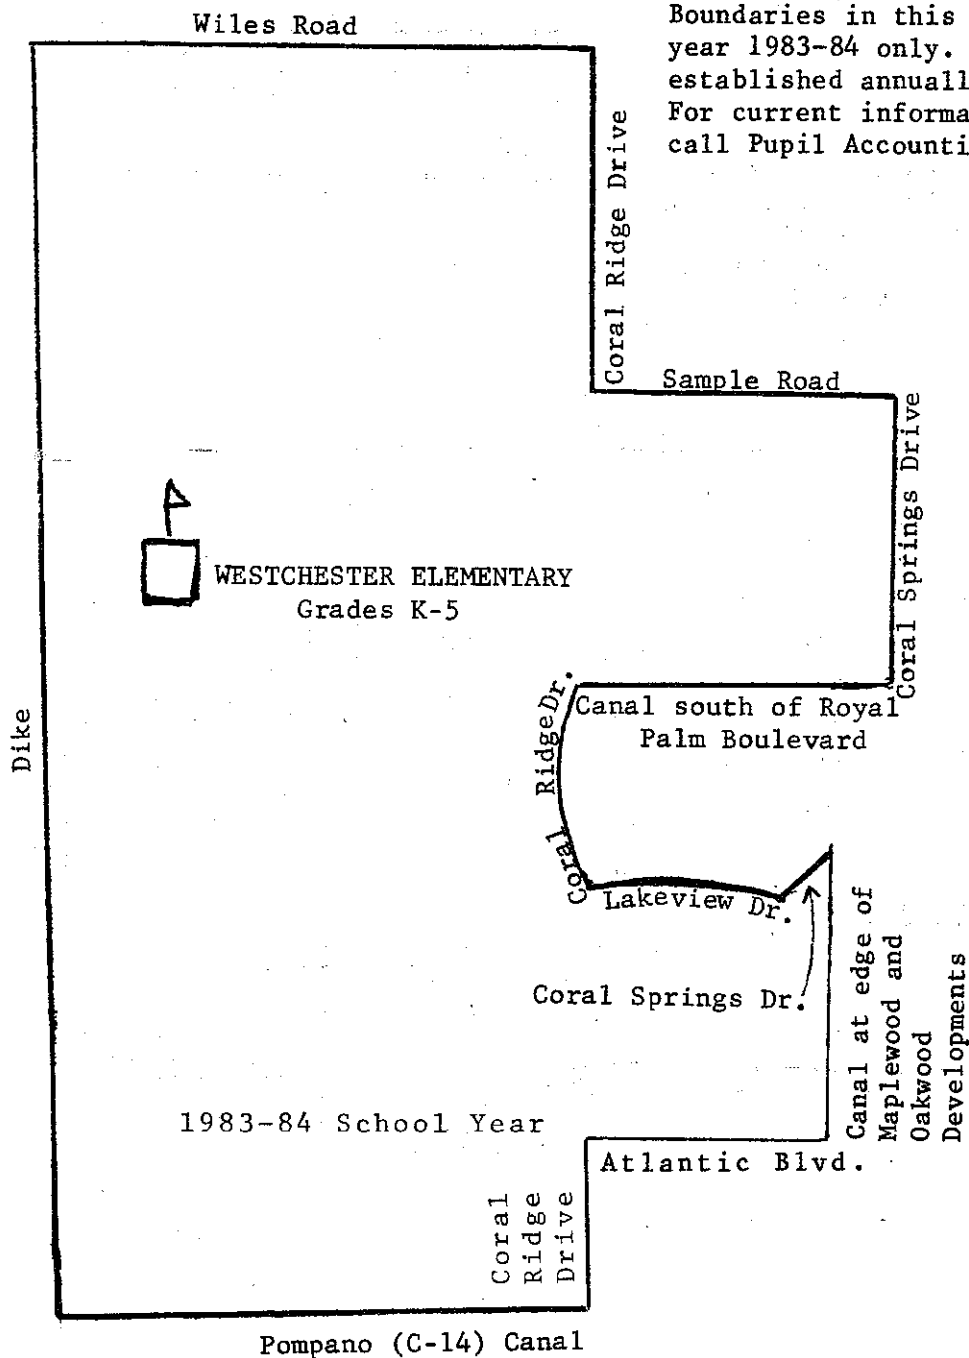 Wiles Road
Boundaries in this
year 1983-84 only.
established annuall
For current informa
call Pupil Accounti
Coral Ridge Drive
Sample Road
Coral Springs Drive
WESTCHESTER ELEMENTARY
Grades K-5
Dike
Coral Ridge Dr.
Canal south of Royal
Palm Boulevard
Lakeview Dr.
Coral Springs Dr.
Canal at edge of
Maplewood and
Oakwood
Developments
1983-84 School Year
Atlantic Blvd.
Coral
Ridge
Drive
Pompano (C-14) Canal